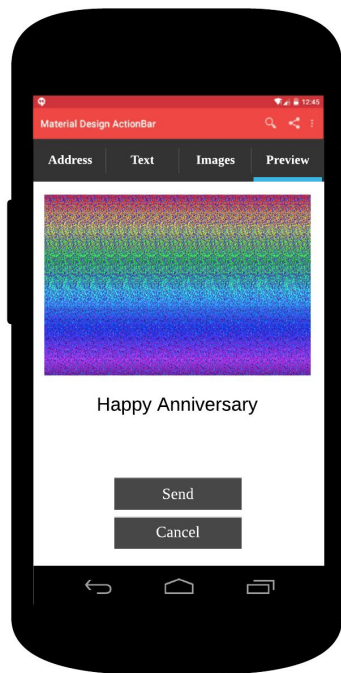 12:45
Material Design ActionBar
Address Text Images Preview
Happy Anniversary
Send
Cancel